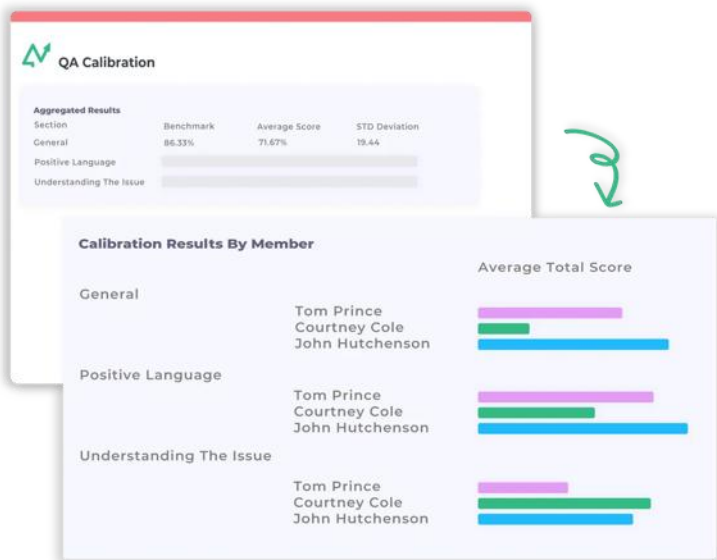 QA Calibration
Aggregated Results
Section Benchmark Average Score STD Deviation
General 86.33% 71.67% 19.44
Positive Language
Understanding The Issue
Calibration Results By Member
Average Total Score
General
Tom Prince
Courtney Cole
John Hutchenson
Positive Language
Tom Prince
Courtney Cole
John Hutchenson
Understanding The Issue
Tom Prince
Courtney Cole
John Hutchenson